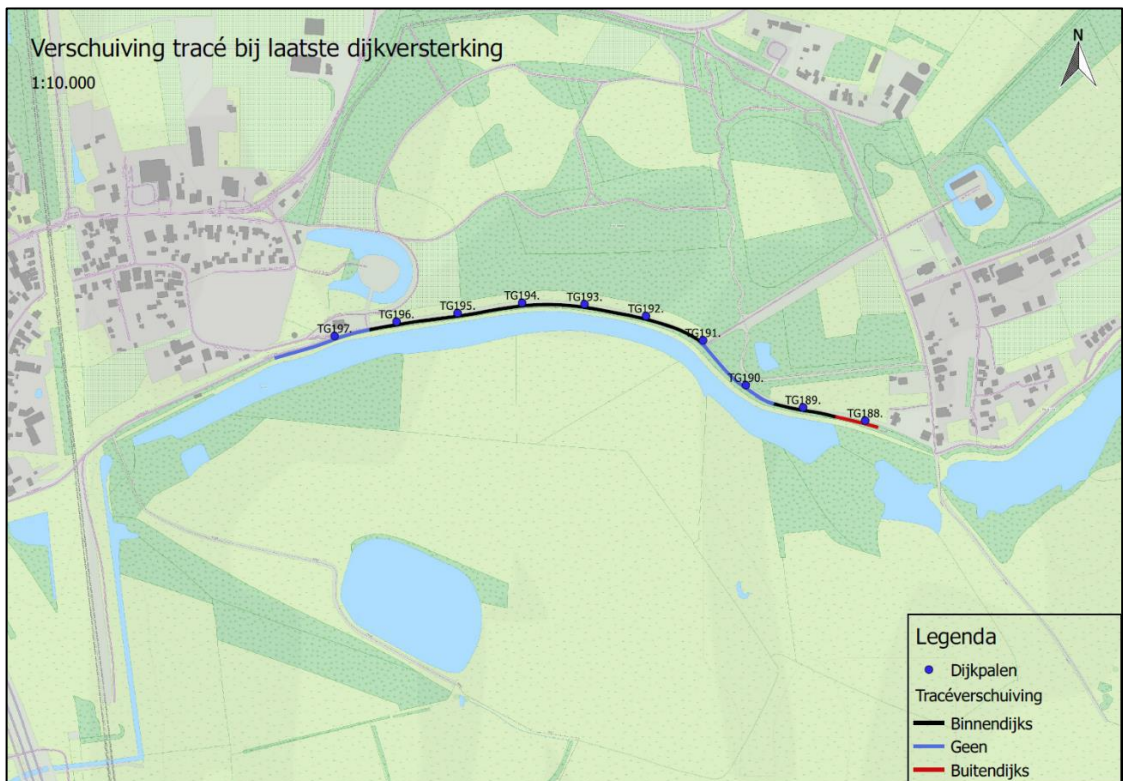 Verschuiving tracé bij laatste dijkversterking
1:10.000
N
TG194.
TG193.
TG195.
TG192.
TG196.
TG197.
TG191.
TG190.
TG189.
TG188.
Legenda
Dijkpalen
Tracéverschuiving
Binnendijks
Geen
Buitendijks